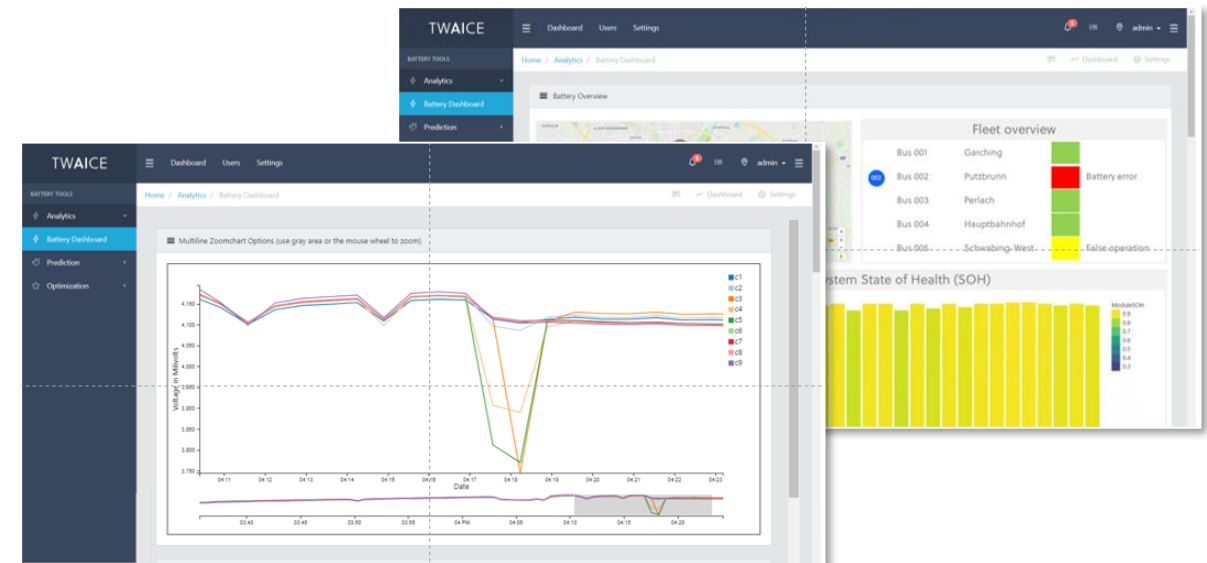 TWAICE
Dashboard Users Settings
5
admin
BATTERY TOOLS
Home / Analytics / Battery Dashboard
Dashboard
Settings
Analytics
Battery Dashboard
Prediction
Battery Overview
Fleet overview
Bus 001 Garching
002 Bus 002 Putzbrunn Battery error
Bus 003 Perlach
Bus 004 Hauptbahnhof
Bus 005 Schwabing-West False operation
ystem State of Health (SOH)
ModuleSOH
0.9
0.8
0.7
0.6
0.5
0.4
0.3
TWAICE
Dashboard Users Settings
5
admin
BATTERY TOOLS
Home / Analytics / Battery Dashboard
Dashboard
Settings
Analytics
Battery Dashboard
Prediction
Optimization
Multiline Zoomchart Options (use gray area or the mouse wheel to zoom)
c1
c2
c3
c4
c5
c6
c7
c8
c9
Voltage in Milivolts
4,150
4,100
4,050
4,000
3,950
3,900
3,850
3,800
3,750
04:11 04:12 04:13 04:14 04:15 04:16 04:17 04:18 04:19 04:20 04:21 04:22 04:23
Date
03:40 03:45 03:50 03:55 04 PM 04:05 04:10 04:15 04:20